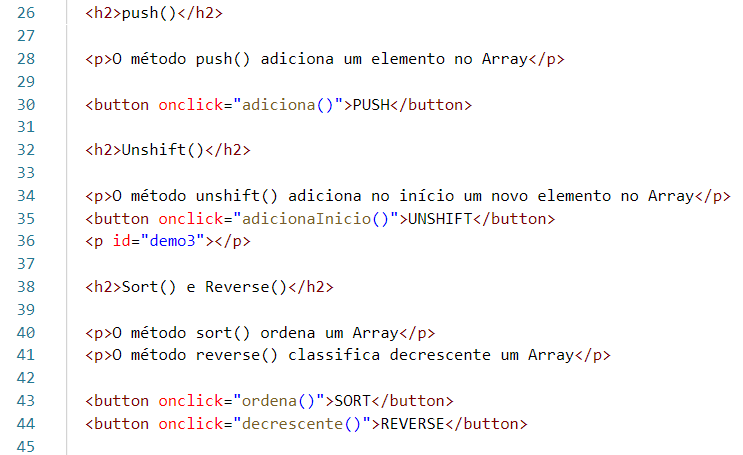 26 <h2>push()</h2>
27
28 <p>O método push() adiciona um elemento no Array</p>
29
30 <button onclick="adiciona()">PUSH</button>
31
32 <h2>Unshift()</h2>
33
34 <p>O método unshift() adiciona no início um novo elemento no Array</p>
35 <button onclick="adicionaInicio()">UNSHIFT</button>
36 <p id="demo3"></p>
37
38 <h2>Sort() e Reverse()</h2>
39
40 <p>O método sort() ordena um Array</p>
41 <p>O método reverse() classifica decrescente um Array</p>
42
43 <button onclick="ordena()">SORT</button>
44 <button onclick="decrescente()">REVERSE</button>
45